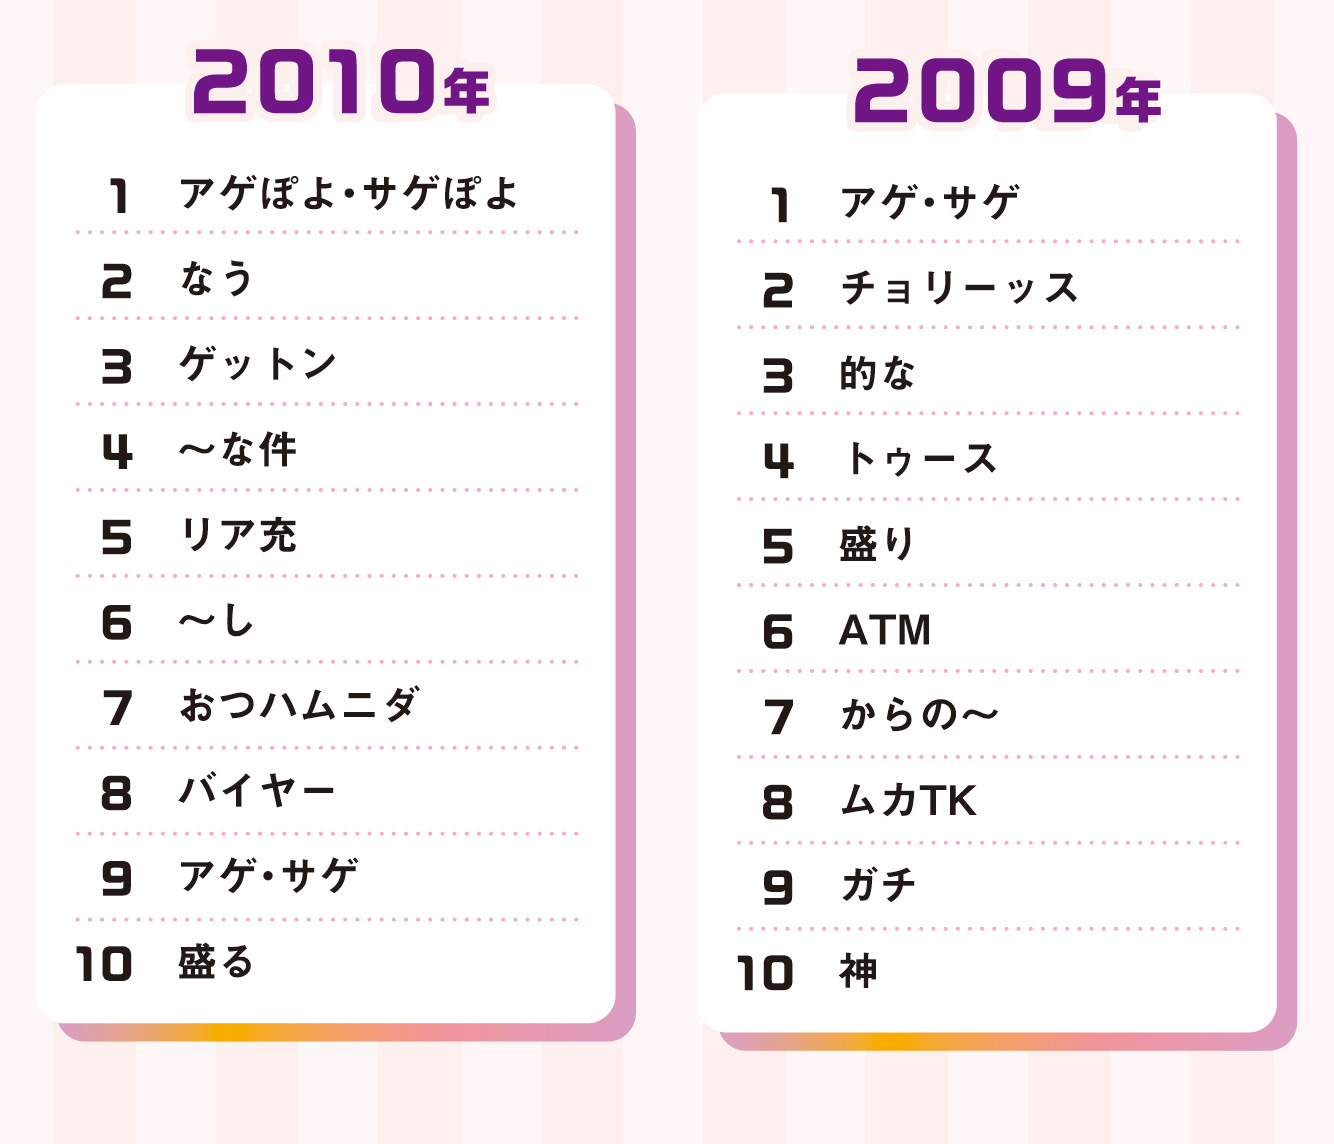 2010年
1 アゲぽよ・サゲぽよ
2 なう
3 ゲットン
4 〜な件
5 リア充
6 〜し
7 おつハムニダ
8 バイヤー
9 アゲ・サゲ
10 盛る
2009年
1 アゲ・サゲ
2 チョリーッス
3 的な
4 トゥース
5 盛り
6 ATM
7 からの〜
8 ムカTK
9 ガチ
10 神